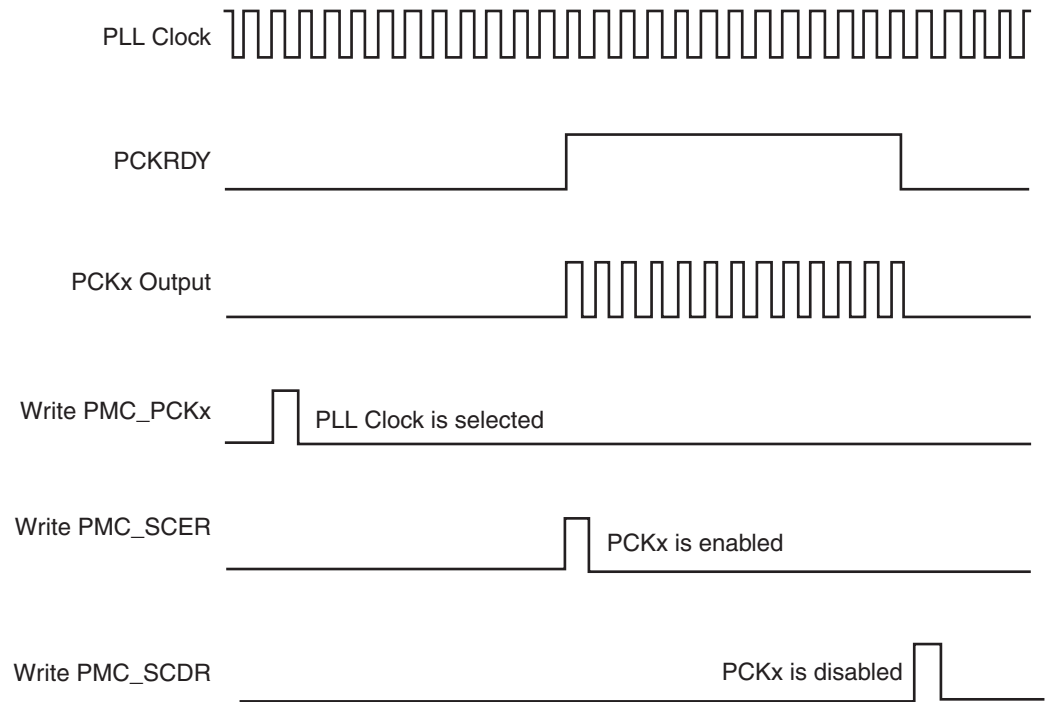 PLL Clock
PCKRDY
PCKx Output
Write PMC_PCKx
PLL Clock is selected
Write PMC_SCER
PCKx is enabled
Write PMC_SCDR
PCKx is disabled